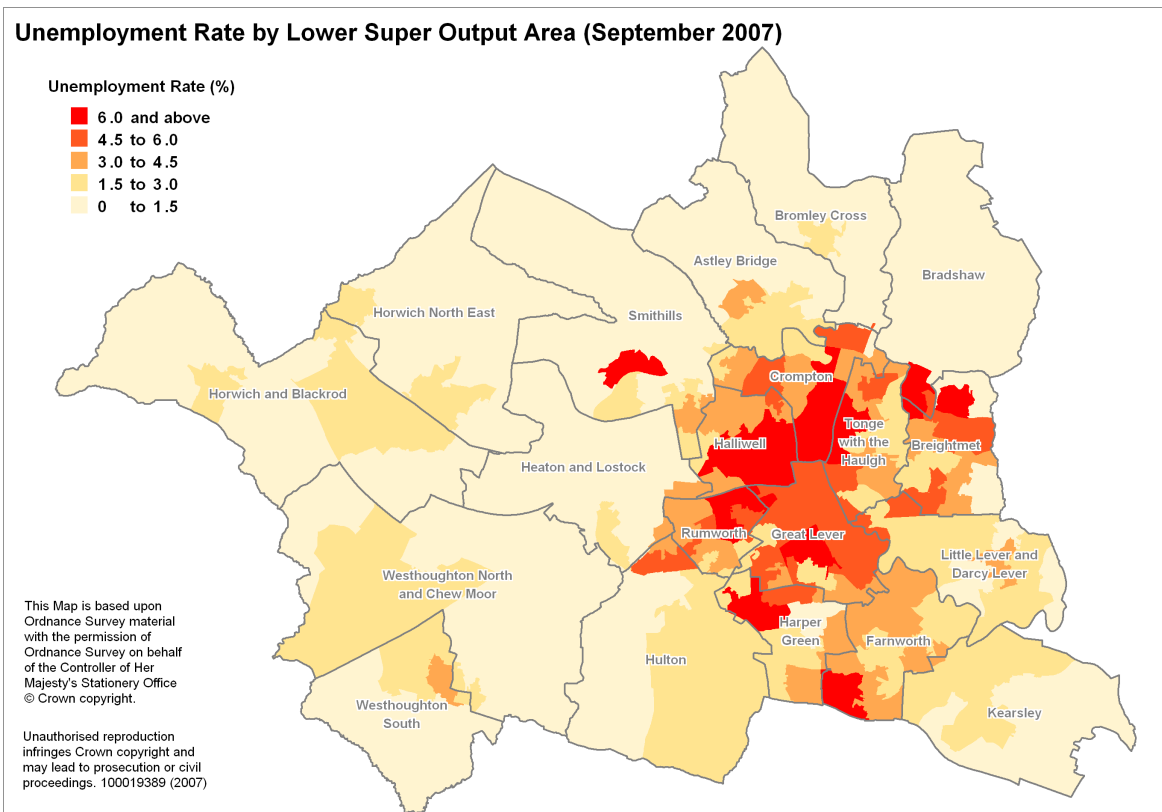 Unemployment Rate by Lower Super Output Area (September 2007)
Unemployment Rate (%)
6.0 and above
4.5 to 6.0
3.0 to 4.5
1.5 to 3.0
0 to 1.5
Bromley Cross
Astley Bridge
Bradshaw
Horwich North East
Smithills
Crompton
Horwich and Blackrod
Tonge
with the
Haulgh
Halliwell
Breightmet
Heaton and Lostock
Rumworth
Great Lever
Little Lever and
Darcy Lever
Westhoughton North
and Chew Moor
Harper
Green
Farnworth
Hulton
Westhoughton
South
Kearsley
This Map is based upon
Ordnance Survey material
with the permission of
Ordnance Survey on behalf
of the Controller of Her
Majesty's Stationery Office
© Crown copyright.
Unauthorised reproduction
infringes Crown copyright and
may lead to prosecution or civil
proceedings. 100019389 (2007)